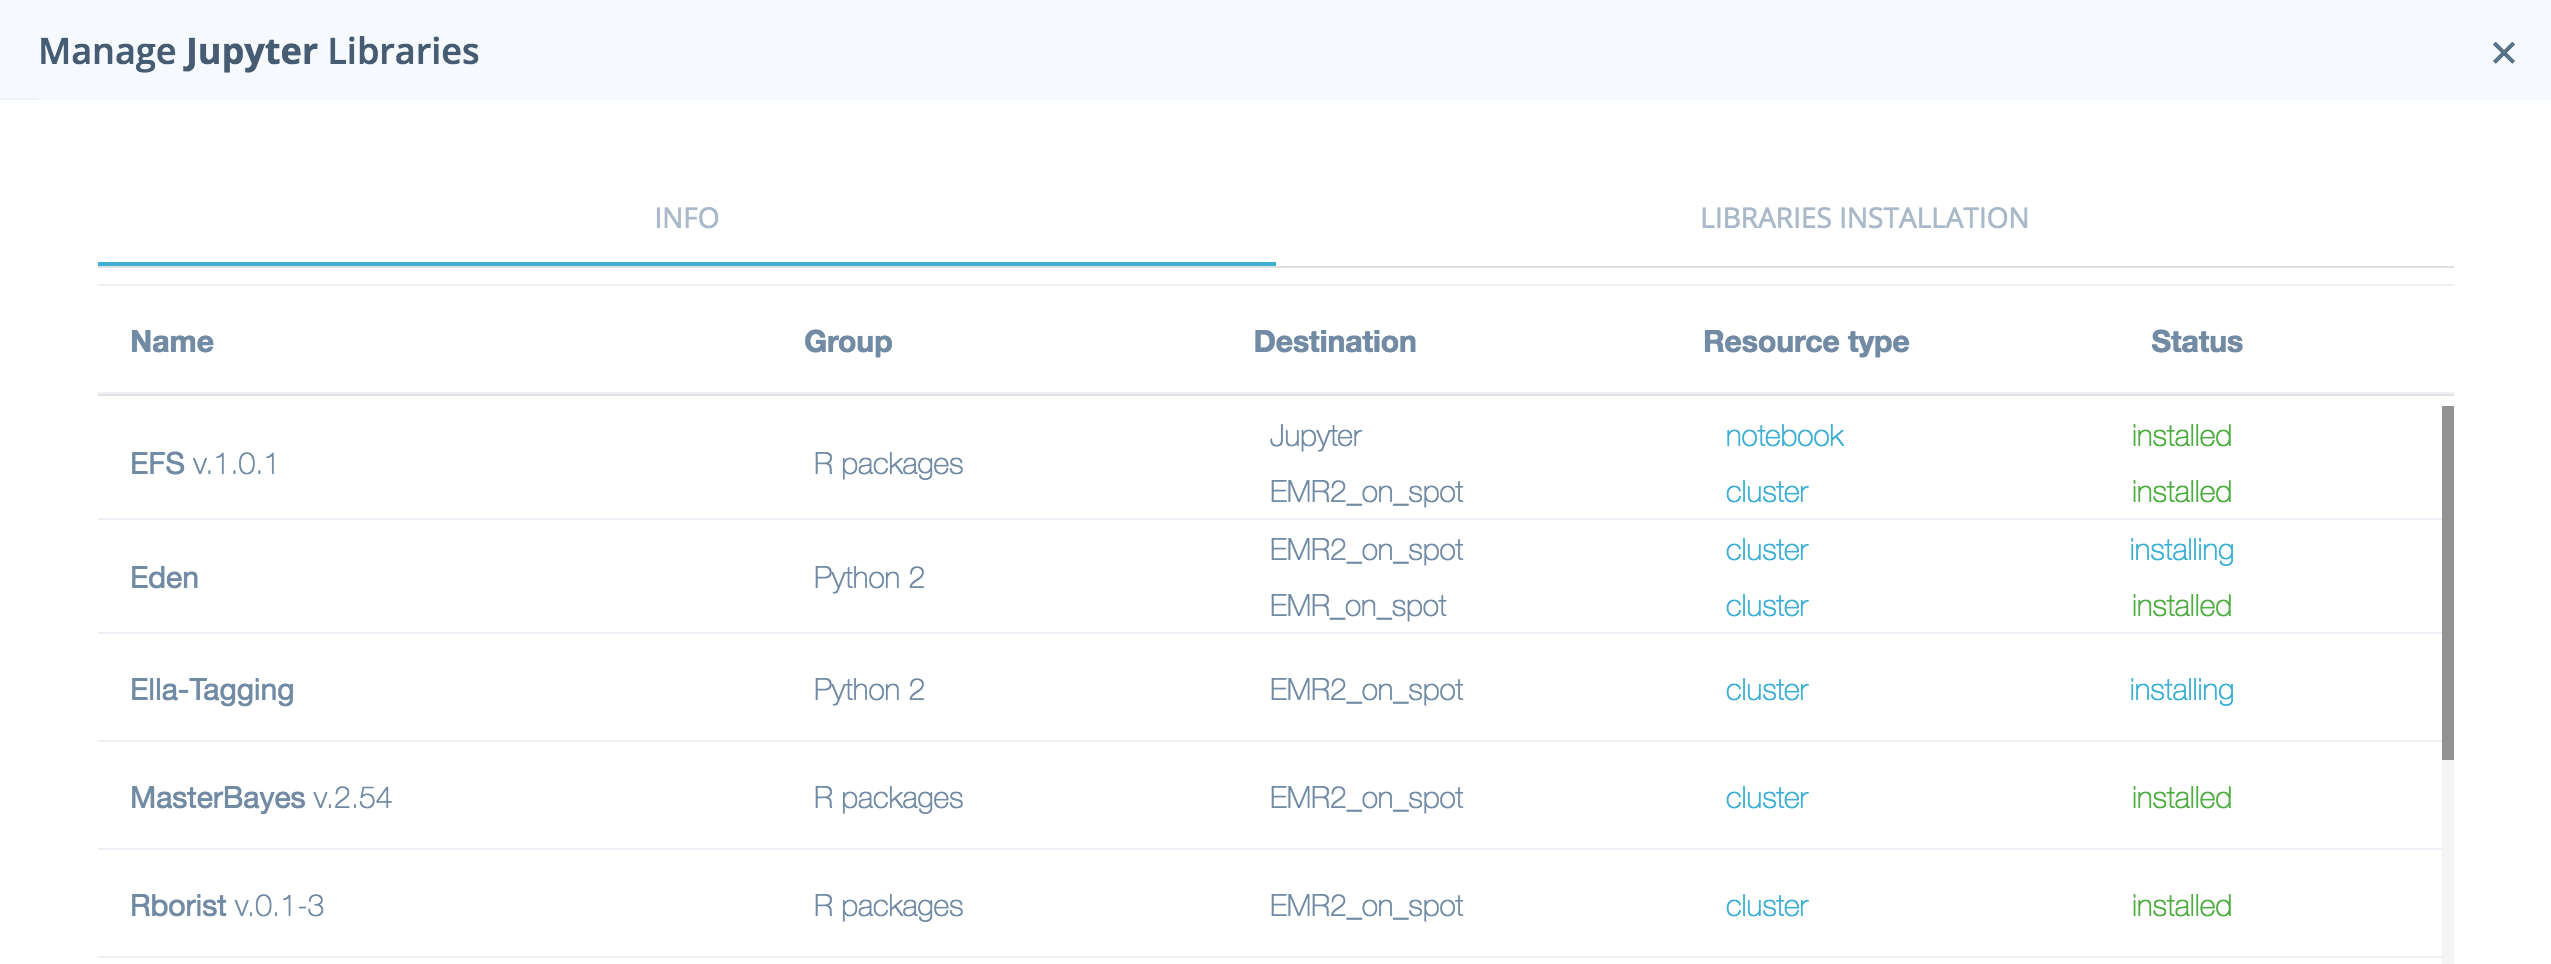 Manage Jupyter Libraries
INFO LIBRARIES INSTALLATION
Name Group Destination Resource type Status
EFS v.1.0.1 R packages Jupyter notebook installed
EMR2_on_spot cluster installed
Eden Python 2 EMR2_on_spot cluster installing
EMR_on_spot cluster installed
Ella-Tagging Python 2 EMR2_on_spot cluster installing
MasterBayes v.2.54 R packages EMR2_on_spot cluster installed
Rborist v.0.1-3 R packages EMR2_on_spot cluster installed